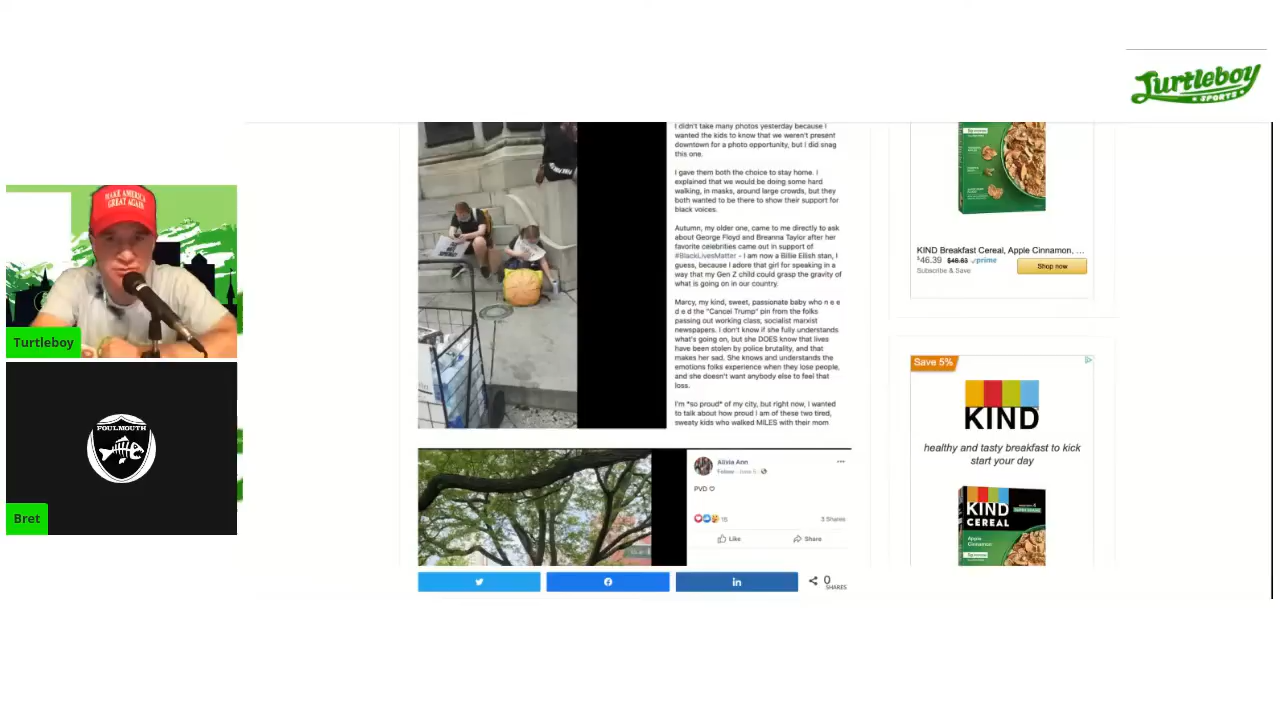 Turtleboy
SPORTS
MAKE AMERICA
GREAT AGAIN
Turtleboy
FOULMOUTH
Bret
I didn't take many photos yesterday because I
wanted the kids to know that we weren't present
downtown for a photo opportunity, but I did snag
this one.
I gave them both the choice to stay home. I
explained that we would be doing some hard
walking, in masks, around large crowds, but they
both wanted to be there to show their support for
black voices.
Autumn, my older one, came to me directly to ask
about George Floyd and Breanna Taylor after her
favorite celebrities came out in support of
#BlackLivesMatter - I am now a Billie Eilish stan, I
guess, because I adore that girl for speaking in a
way that my Gen Z child could grasp the gravity of
what is going on in our country.
Marcy, my kind, sweet, passionate baby who n e e
d e d the "Cancel Trump" pin from the folks
passing out working class, socialist marxist
newspapers. I don't know if she fully understands
what's going on, but she DOES know that lives
have been stolen by police brutality, and that
makes her sad. She knows and understands the
emotions folks experience when they lose people,
and she doesn't want anybody else to feel that
loss.
I'm *so proud* of my city, but right now, I wanted
to talk about how proud I am of these two tired,
sweaty kids who walked MILES with their mom
Alivia Ann
Follow · June 5 ·
PVD
15
3 Shares
Like
Share
0
SHARES
KIND Breakfast Cereal, Apple Cinnamon, ...
$46.39 $48.83 prime
Subscribe & Save
Shop now
Save 5%
KIND
healthy and tasty breakfast to kick
start your day
KIND
CEREAL
Apple
Cinnamon